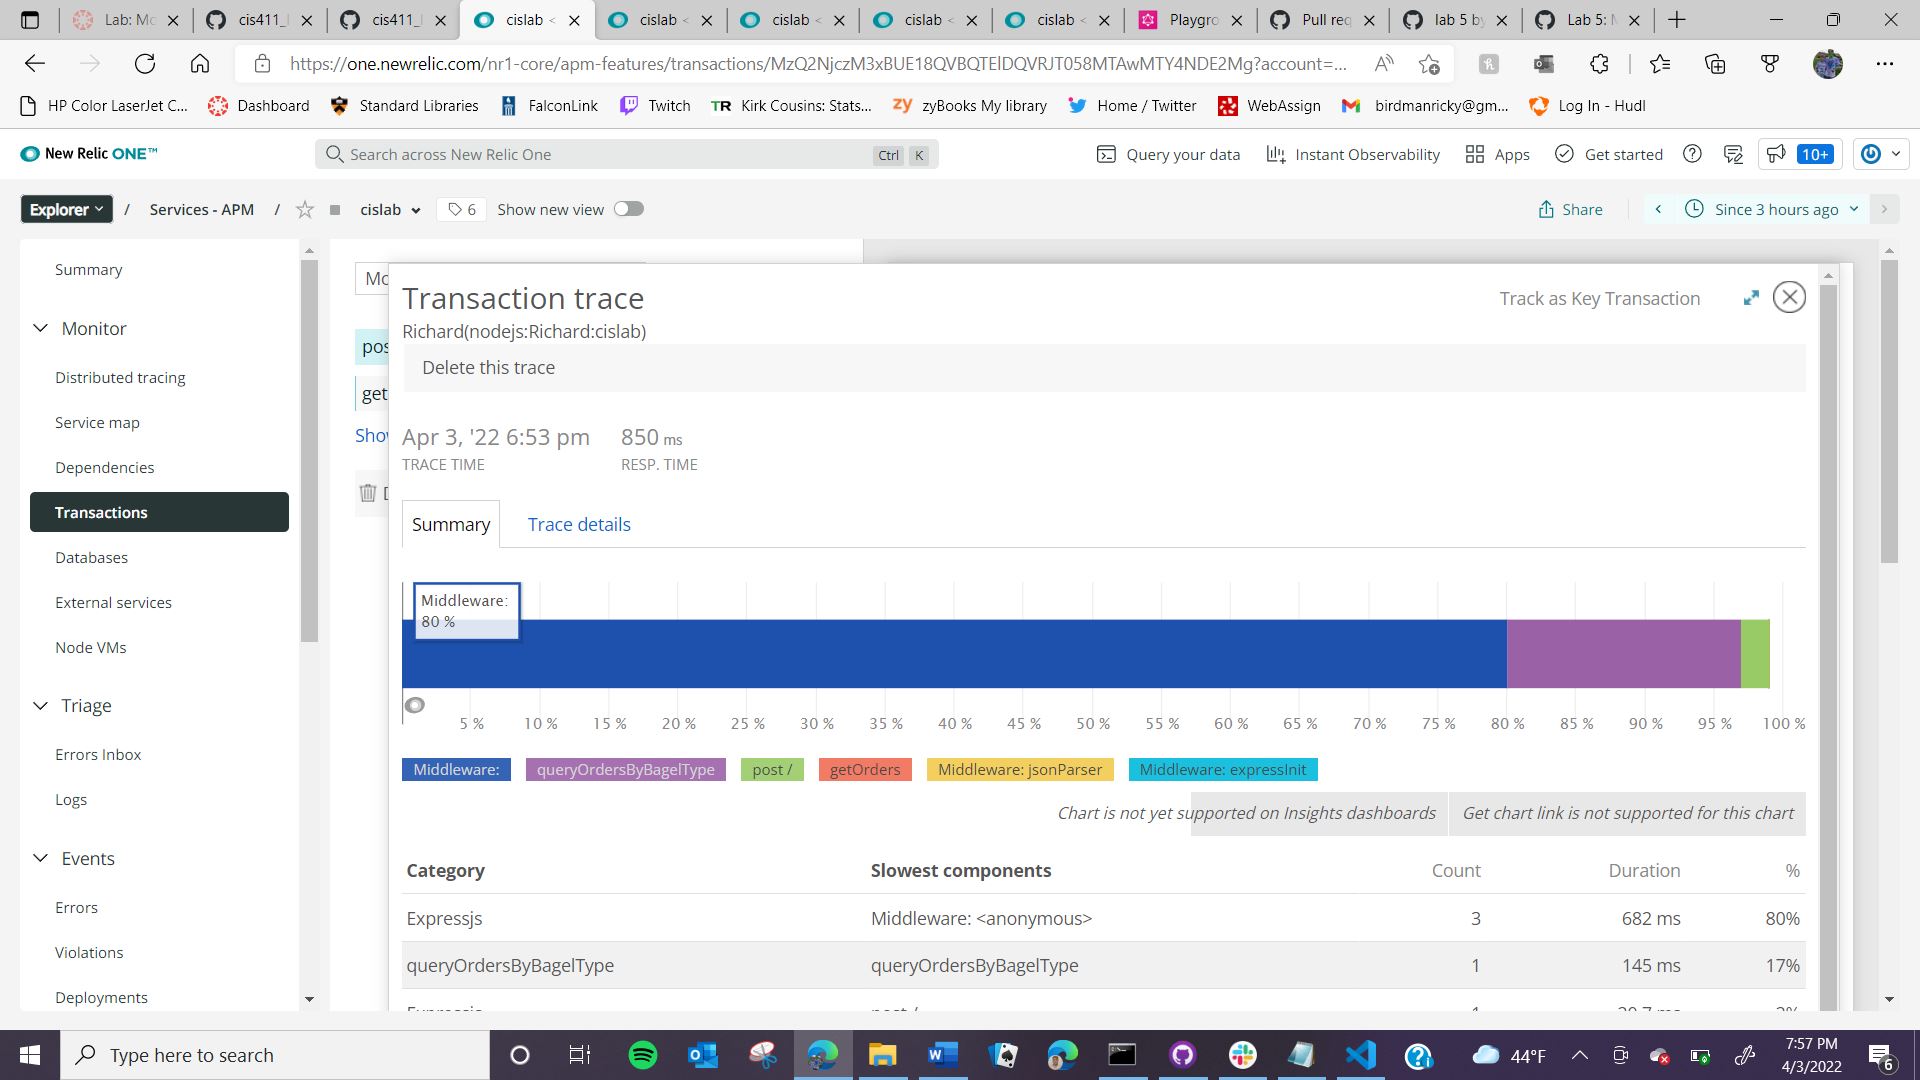 Lab: Mo
cis411_l
cis411_l
cislab <
cislab <
cislab <
cislab <
cislab <
Playgro
Pull req
lab 5 by
Lab 5: M
https://one.newrelic.com/nr1-core/apm-features/transactions/MzQ2NjczM3xBUE18QVBQTElDQVRJT058MTAwMTY4NDE2Mg?account=...
HP Color LaserJet C...
Dashboard
Standard Libraries
FalconLink
Twitch
TR Kirk Cousins: Stats...
zy zyBooks My library
Home / Twitter
WebAssign
birdmanricky@gm...
Log In - Hudl
New Relic ONE™
Search across New Relic One
Ctrl K
Query your data
Instant Observability
Apps
Get started
10+
Explorer / Services - APM / cislab 6 Show new view
Share
Since 3 hours ago
Summary
Monitor
Distributed tracing
Service map
Dependencies
Transactions
Databases
External services
Node VMs
Triage
Errors Inbox
Logs
Events
Errors
Violations
Deployments
Mo
pos
get
Show
Transaction trace
Track as Key Transaction
Richard(nodejs:Richard:cislab)
Delete this trace
Apr 3, '22 6:53 pm 850 ms
TRACE TIME RESP. TIME
Summary Trace details
Middleware:
80 %
5 % 10 % 15 % 20 % 25 % 30 % 35 % 40 % 45 % 50 % 55 % 60 % 65 % 70 % 75 % 80 % 85 % 90 % 95 % 100 %
Middleware: queryOrdersByBagelType post / getOrders Middleware: jsonParser Middleware: expressInit
Chart is not yet supported on Insights dashboards Get chart link is not supported for this chart
Category Slowest components Count Duration %
Expressjs Middleware: <anonymous> 3 682 ms 80%
queryOrdersByBagelType queryOrdersByBagelType 1 145 ms 17%
Type here to search
44°F
7:57 PM
4/3/2022
6